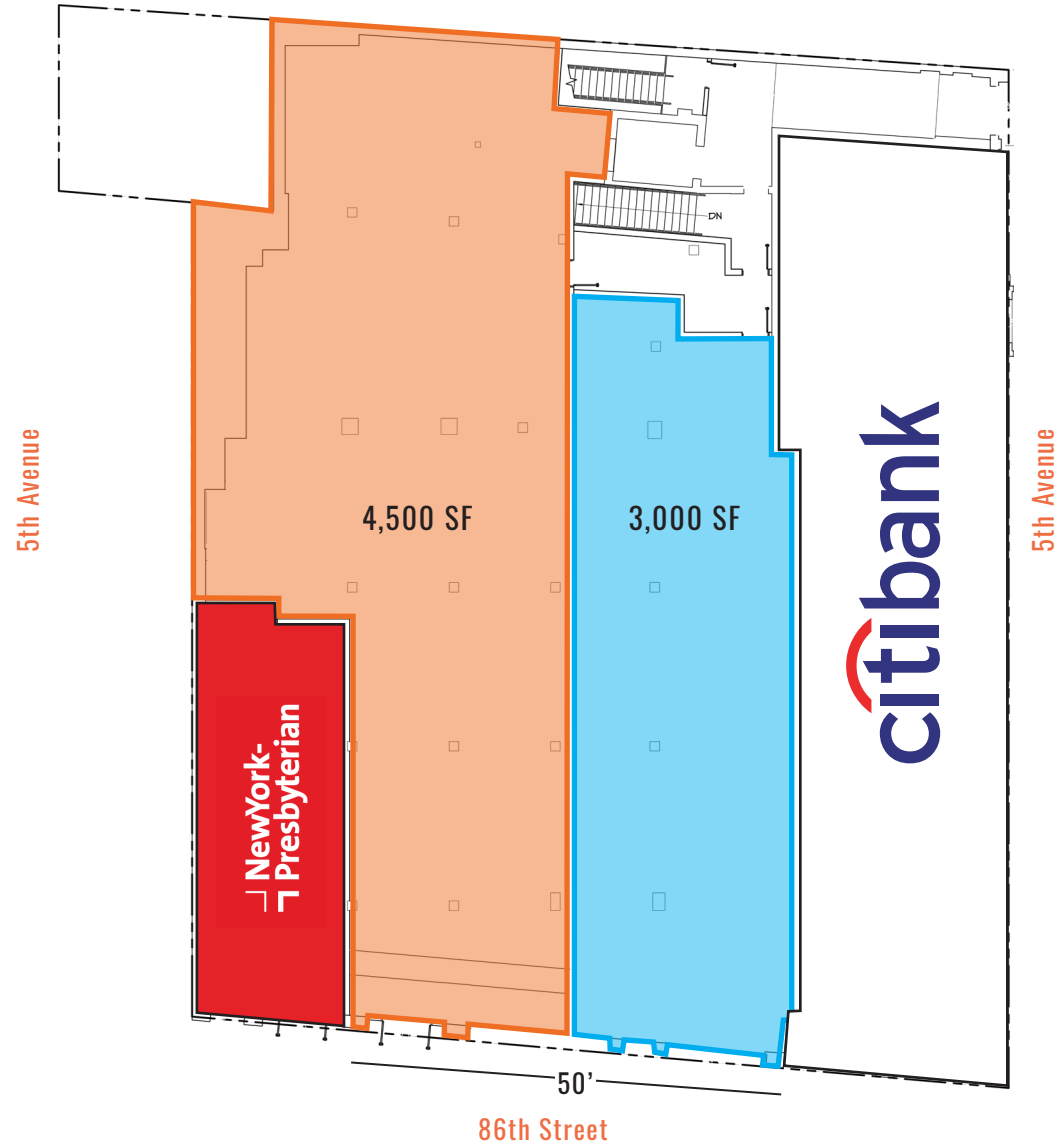 DN
5th Avenue
4,500 SF
3,000 SF
citibank
5th Avenue
NewYork-
Presbyterian
50’
86th Street